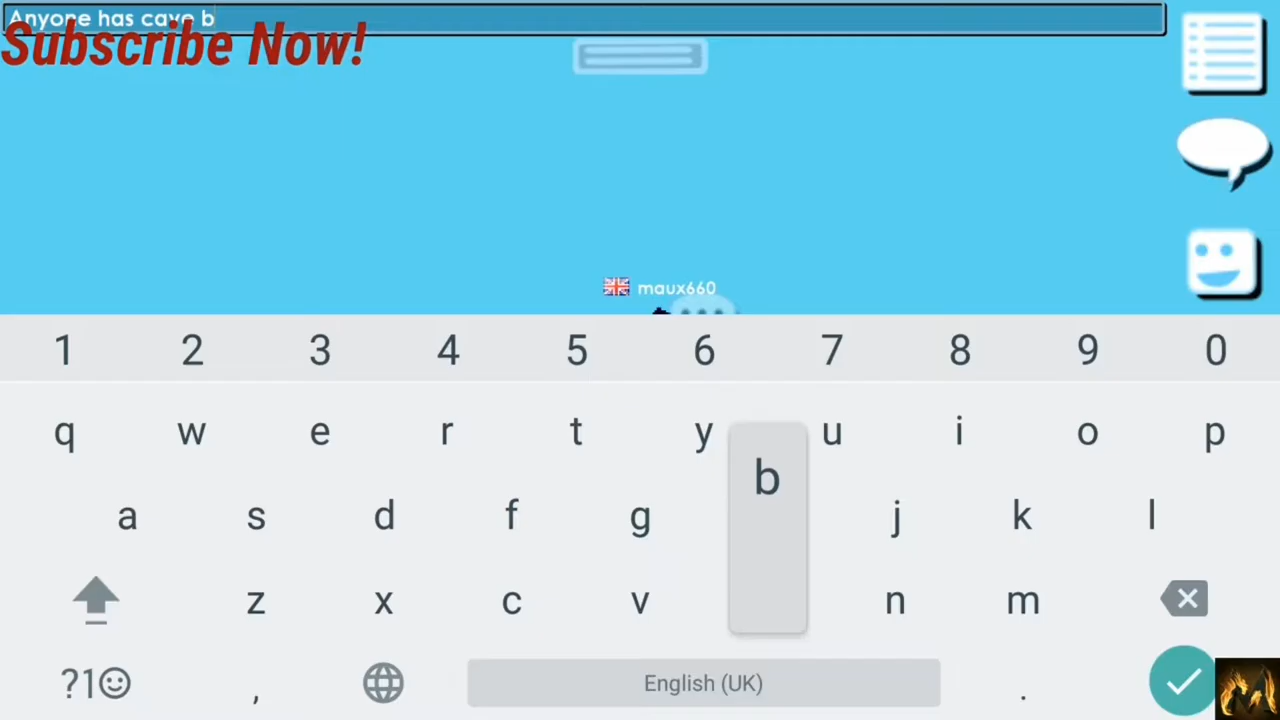 Anyone has cave b
Subscribe Now!
maux660
1 2 3 4 5 6 7 8 9 0
q w e r t y u i o p
a s d f g b j k l
z x c v n m
?1 , English (UK) .